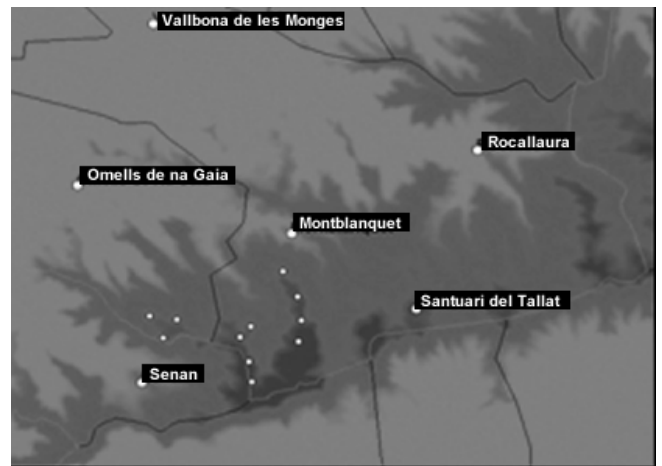 Vallbona de les Monges
Rocallaura
Omells de na Gaia
Montblanquet
Santuari del Tallat
Senan